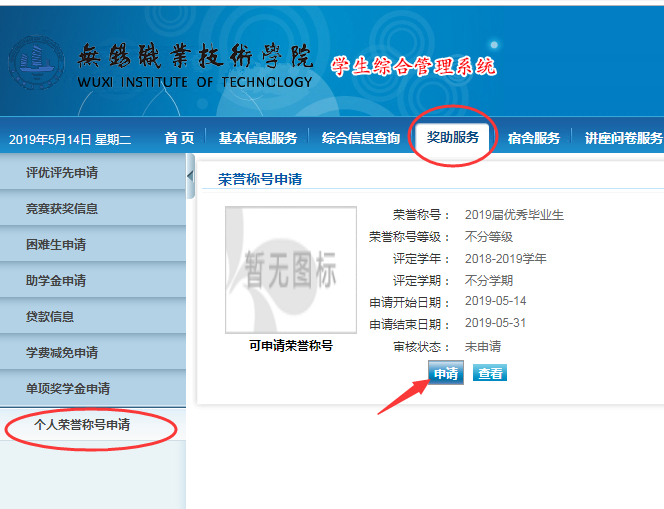 無錫職業技術學院
WUXI INSTITUTE OF TECHNOLOGY
学生综合管理系统
2019年5月14日 星期二 首 页 基本信息服务 综合信息查询 奖助服务 宿舍服务 讲座问卷服务
评优评先申请
竞赛获奖信息
困难生申请
助学金申请
贷款信息
学费减免申请
单项奖学金申请
个人荣誉称号申请
荣誉称号申请
暂无图标
可申请荣誉称号
荣誉称号: 2019届优秀毕业生
荣誉称号等级: 不分等级
评定学年: 2018-2019学年
评定学期: 不分学期
申请开始日期: 2019-05-14
申请结束日期: 2019-05-31
审核状态: 未申请
申请 查看